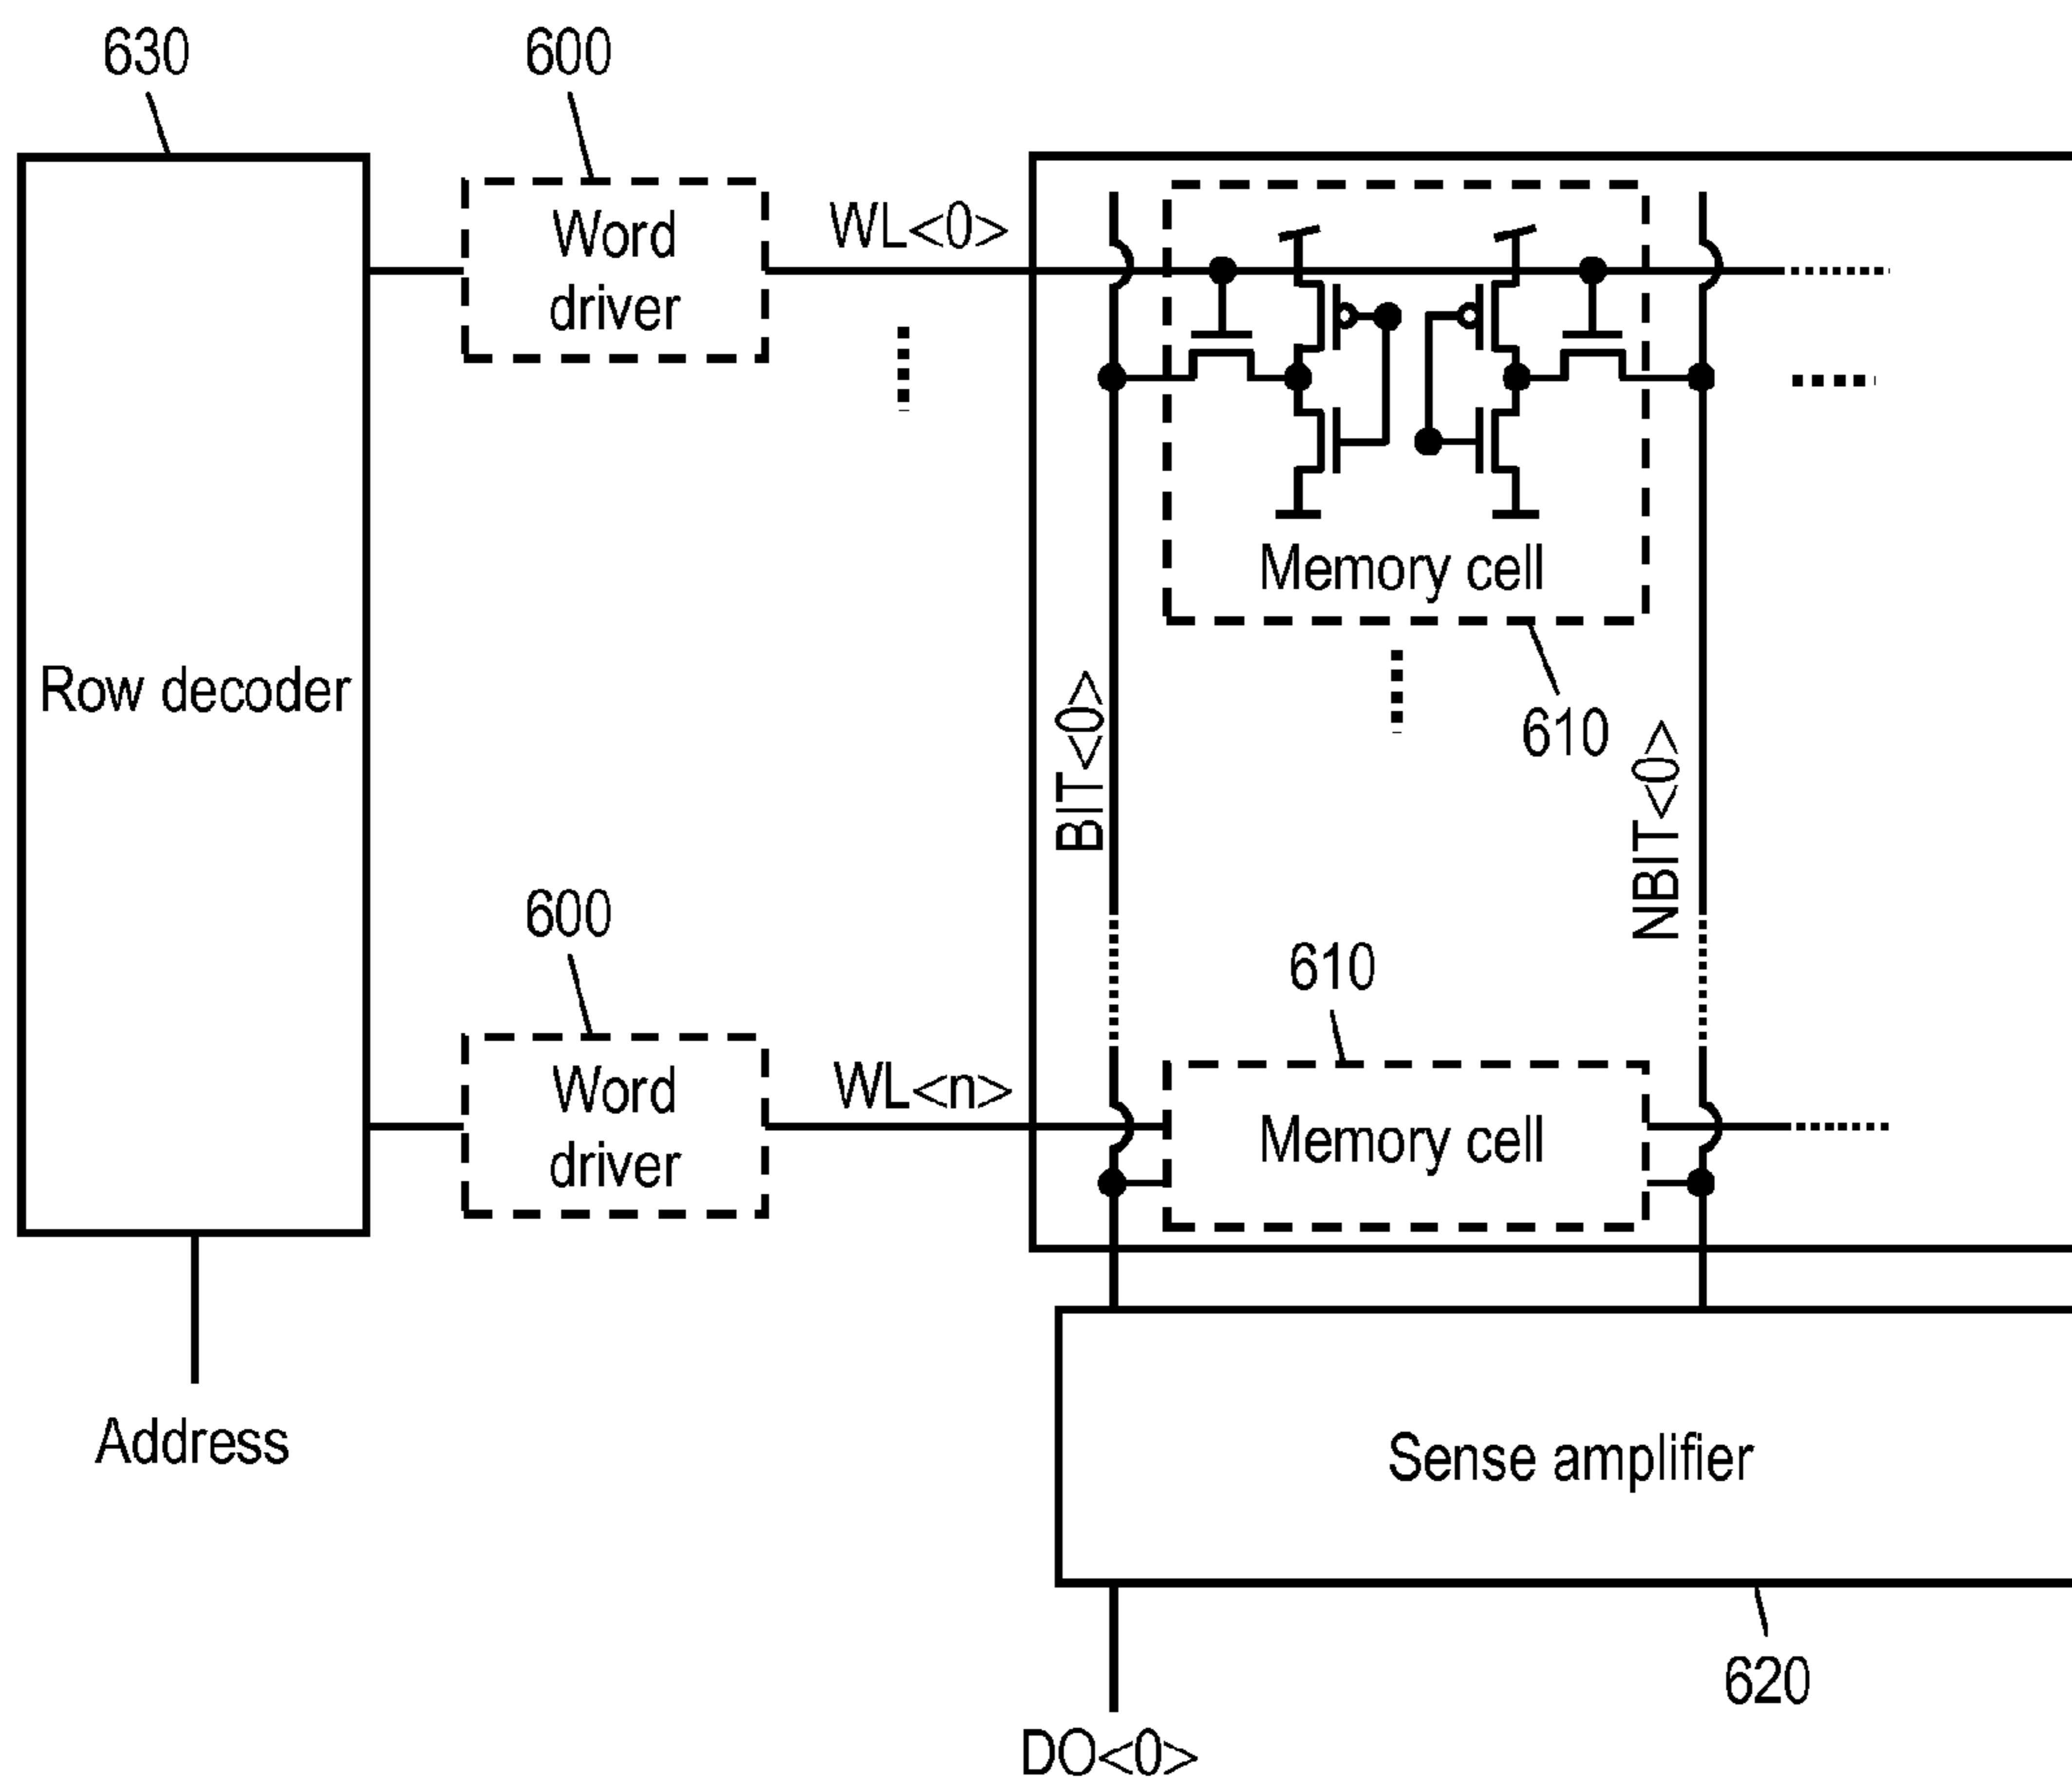 630
600
Word
driver
WL<0>
Memory cell
610
Row decoder
BIT<0>
NBIT<0>
600
610
Word
driver
WL<n>
Memory cell
Address
Sense amplifier
620
DO<0>